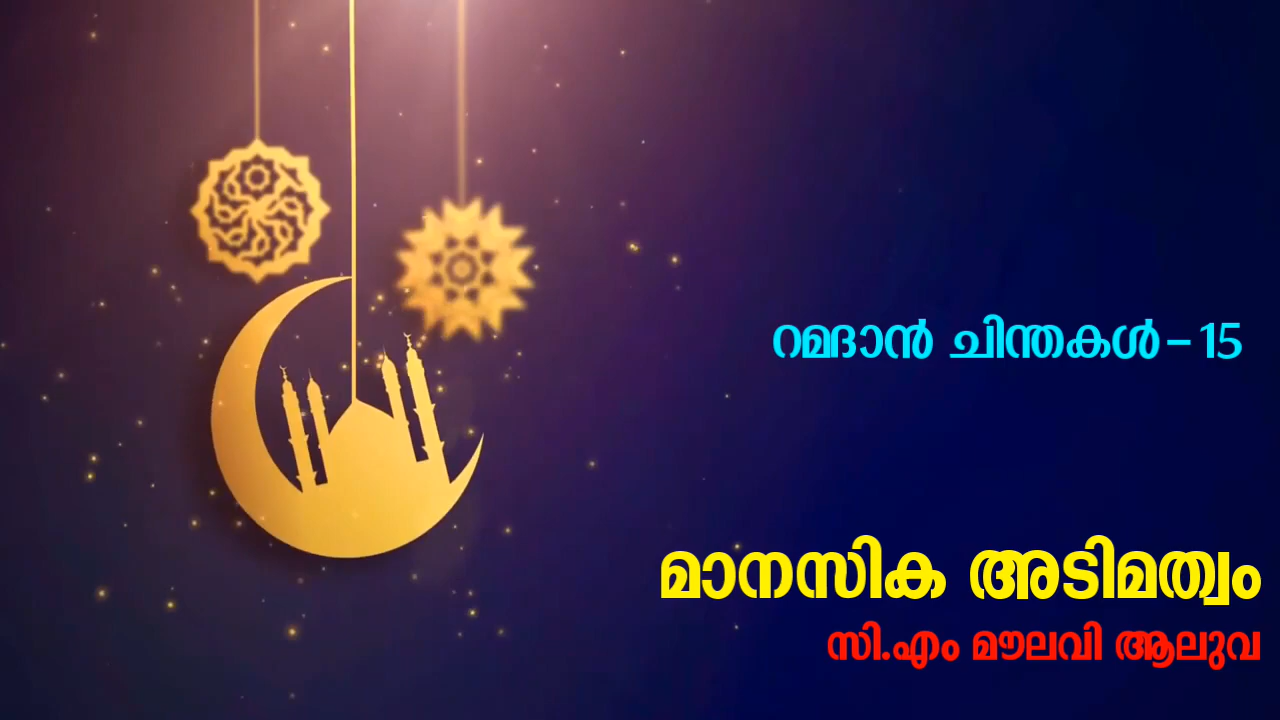 റമദാൻ ചിന്തകൾ - 15
മാനസിക അടിമത്വം
സി.എം മൗലവി ആലുവ